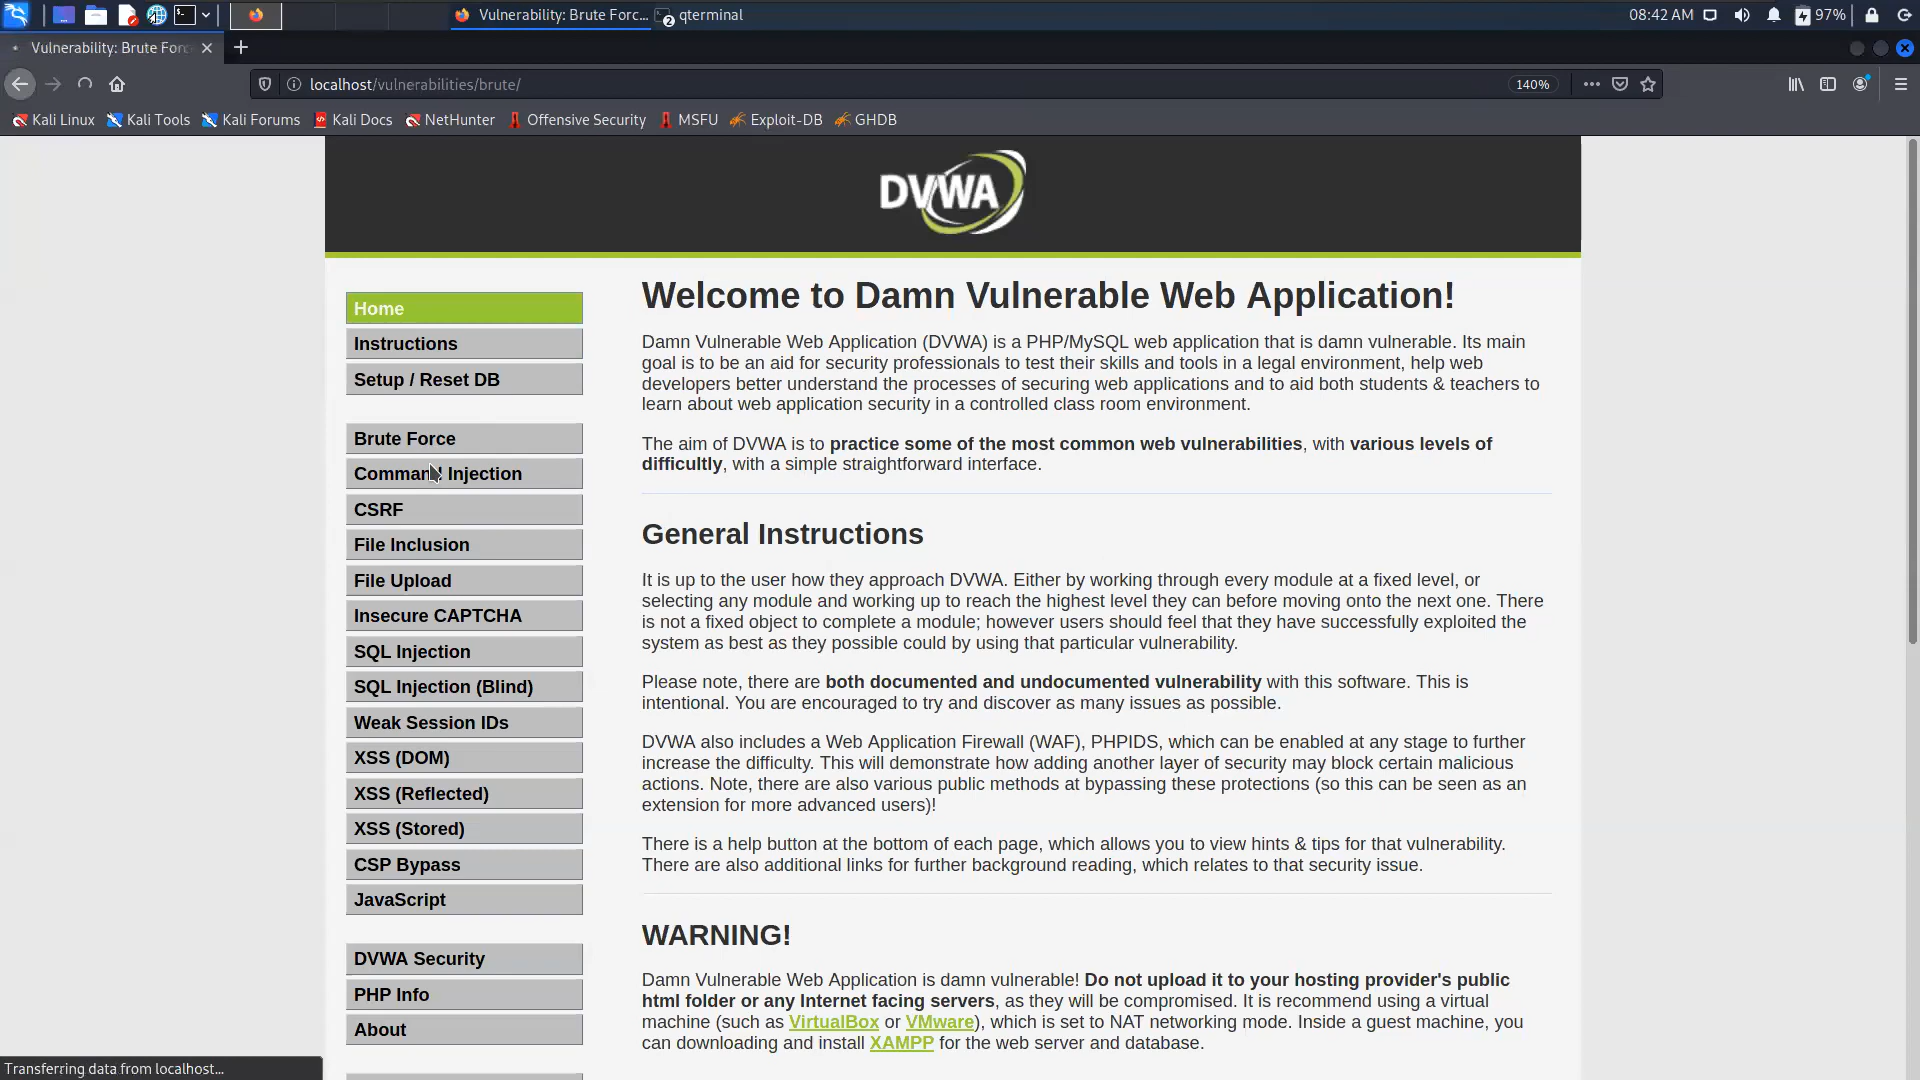 Vulnerability: Brute Forc...
2
qterminal
08:42 AM
97%
Vulnerability: Brute Forc
localhost/vulnerabilities/brute/
140%
Kali Linux
Kali Tools
Kali Forums
Kali Docs
NetHunter
Offensive Security
MSFU
Exploit-DB
GHDB
DVWA
Home
Instructions
Setup / Reset DB
Brute Force
Command Injection
CSRF
File Inclusion
File Upload
Insecure CAPTCHA
SQL Injection
SQL Injection (Blind)
Weak Session IDs
XSS (DOM)
XSS (Reflected)
XSS (Stored)
CSP Bypass
JavaScript
DVWA Security
PHP Info
About
Welcome to Damn Vulnerable Web Application!
Damn Vulnerable Web Application (DVWA) is a PHP/MySQL web application that is damn vulnerable. Its main
goal is to be an aid for security professionals to test their skills and tools in a legal environment, help web
developers better understand the processes of securing web applications and to aid both students & teachers to
learn about web application security in a controlled class room environment.
The aim of DVWA is to practice some of the most common web vulnerabilities, with various levels of
difficultly, with a simple straightforward interface.
General Instructions
It is up to the user how they approach DVWA. Either by working through every module at a fixed level, or
selecting any module and working up to reach the highest level they can before moving onto the next one. There
is not a fixed object to complete a module; however users should feel that they have successfully exploited the
system as best as they possible could by using that particular vulnerability.
Please note, there are both documented and undocumented vulnerability with this software. This is
intentional. You are encouraged to try and discover as many issues as possible.
DVWA also includes a Web Application Firewall (WAF), PHPIDS, which can be enabled at any stage to further
increase the difficulty. This will demonstrate how adding another layer of security may block certain malicious
actions. Note, there are also various public methods at bypassing these protections (so this can be seen as an
extension for more advanced users)!
There is a help button at the bottom of each page, which allows you to view hints & tips for that vulnerability.
There are also additional links for further background reading, which relates to that security issue.
WARNING!
Damn Vulnerable Web Application is damn vulnerable! Do not upload it to your hosting provider's public
html folder or any Internet facing servers, as they will be compromised. It is recommend using a virtual
machine (such as VirtualBox or VMware), which is set to NAT networking mode. Inside a guest machine, you
can downloading and install XAMPP for the web server and database.
Transferring data from localhost...